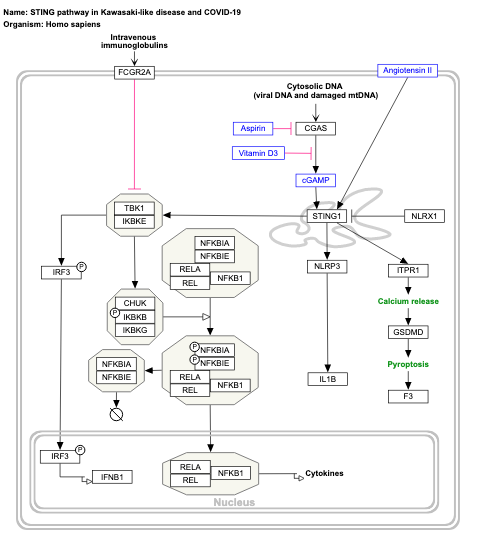 Name: STING pathway in Kawasaki-like disease and COVID-19
Organism: Homo sapiens
Intravenous
immunoglobulins
FCGR2A
Angiotensin II
Cytosolic DNA
(viral DNA and damaged mtDNA)
Aspirin
CGAS
Vitamin D3
cGAMP
TBK1
IKBKE
STING1
NLRX1
NFKBIA
NFKBIE
RELA
NFKB1
REL
IRF3
P
NLRP3
ITPR1
CHUK
P
IKBKB
IKBKG
Calcium release
GSDMD
P
NFKBIA
P
NFKBIE
RELA
NFKB1
REL
NFKBIA
NFKBIE
Pyroptosis
IL1B
F3
IRF3
P
IFNB1
RELA
NFKB1
REL
Cytokines
Nucleus